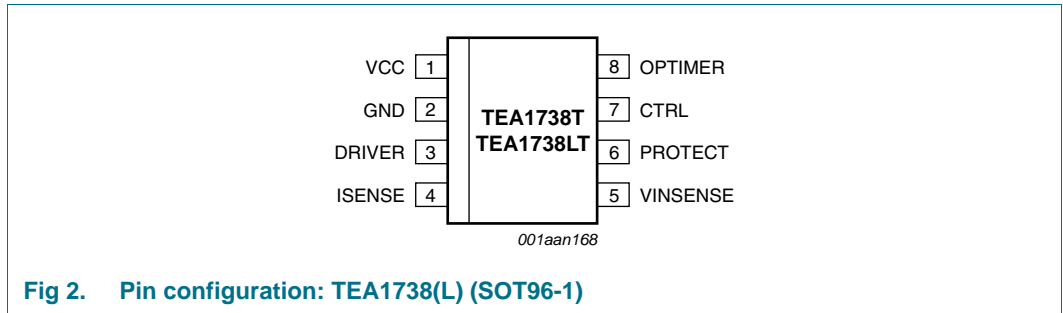 VCC 1 8 OPTIMER
GND 2 TEA1738T 7 CTRL
DRIVER 3 TEA1738LT 6 PROTECT
ISENSE 4 5 VINSENSE
001aan168
Fig 2. Pin configuration: TEA1738(L) (SOT96-1)